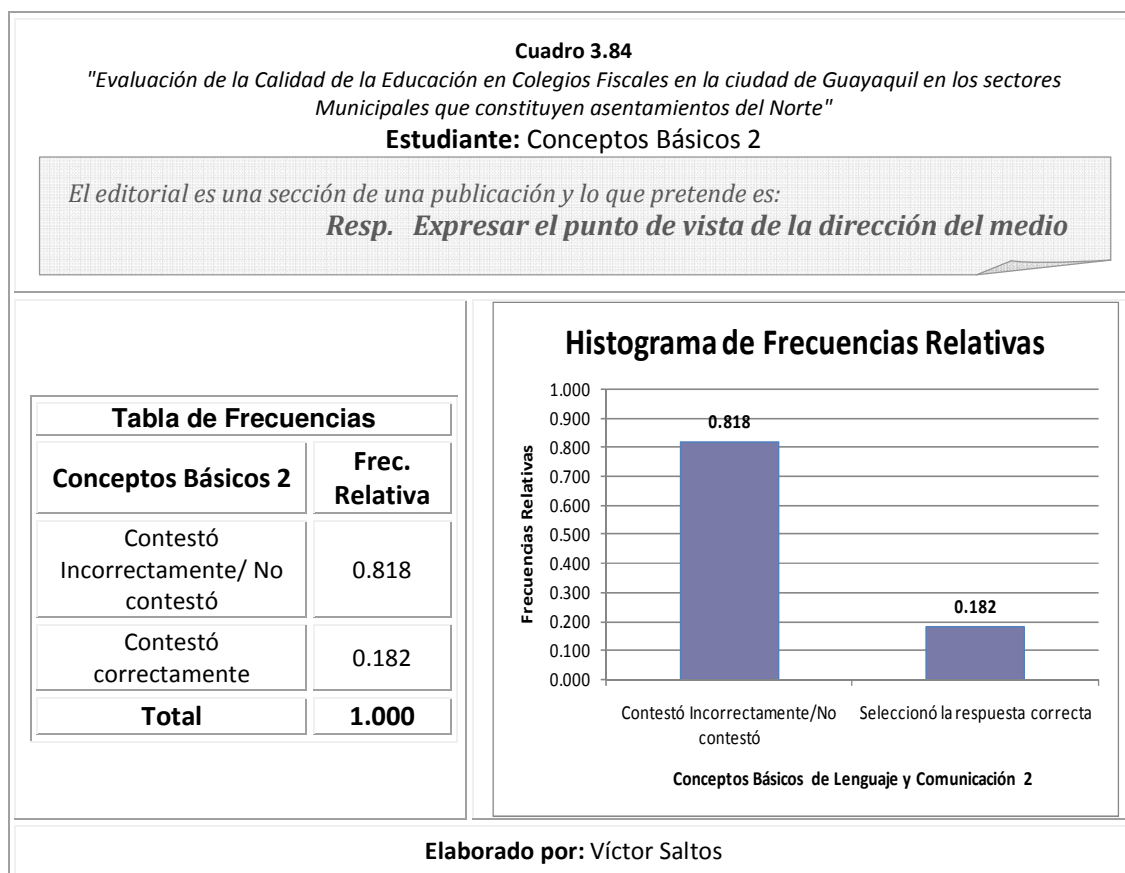 Cuadro 3.84
"Evaluación de la Calidad de la Educación en Colegios Fiscales en la ciudad de Guayaquil en los sectores
Municipales que constituyen asentamientos del Norte"
Estudiante: Conceptos Básicos 2
El editorial es una sección de una publicación y lo que pretende es:
Resp. Expresar el punto de vista de la dirección del medio
Tabla de Frecuencias
Conceptos Básicos 2
Frec.
Relativa
Contestó
Incorrectamente/ No
contestó
0.818
Contestó
correctamente
0.182
Total
1.000
Histograma de Frecuencias Relativas
Frecuencias Relativas
1.000
0.900
0.800
0.700
0.600
0.500
0.400
0.300
0.200
0.100
0.000
0.818
0.182
Contestó Incorrectamente/No
contestó
Seleccionó la respuesta correcta
Conceptos Básicos de Lenguaje y Comunicación 2
Elaborado por: Víctor Saltos